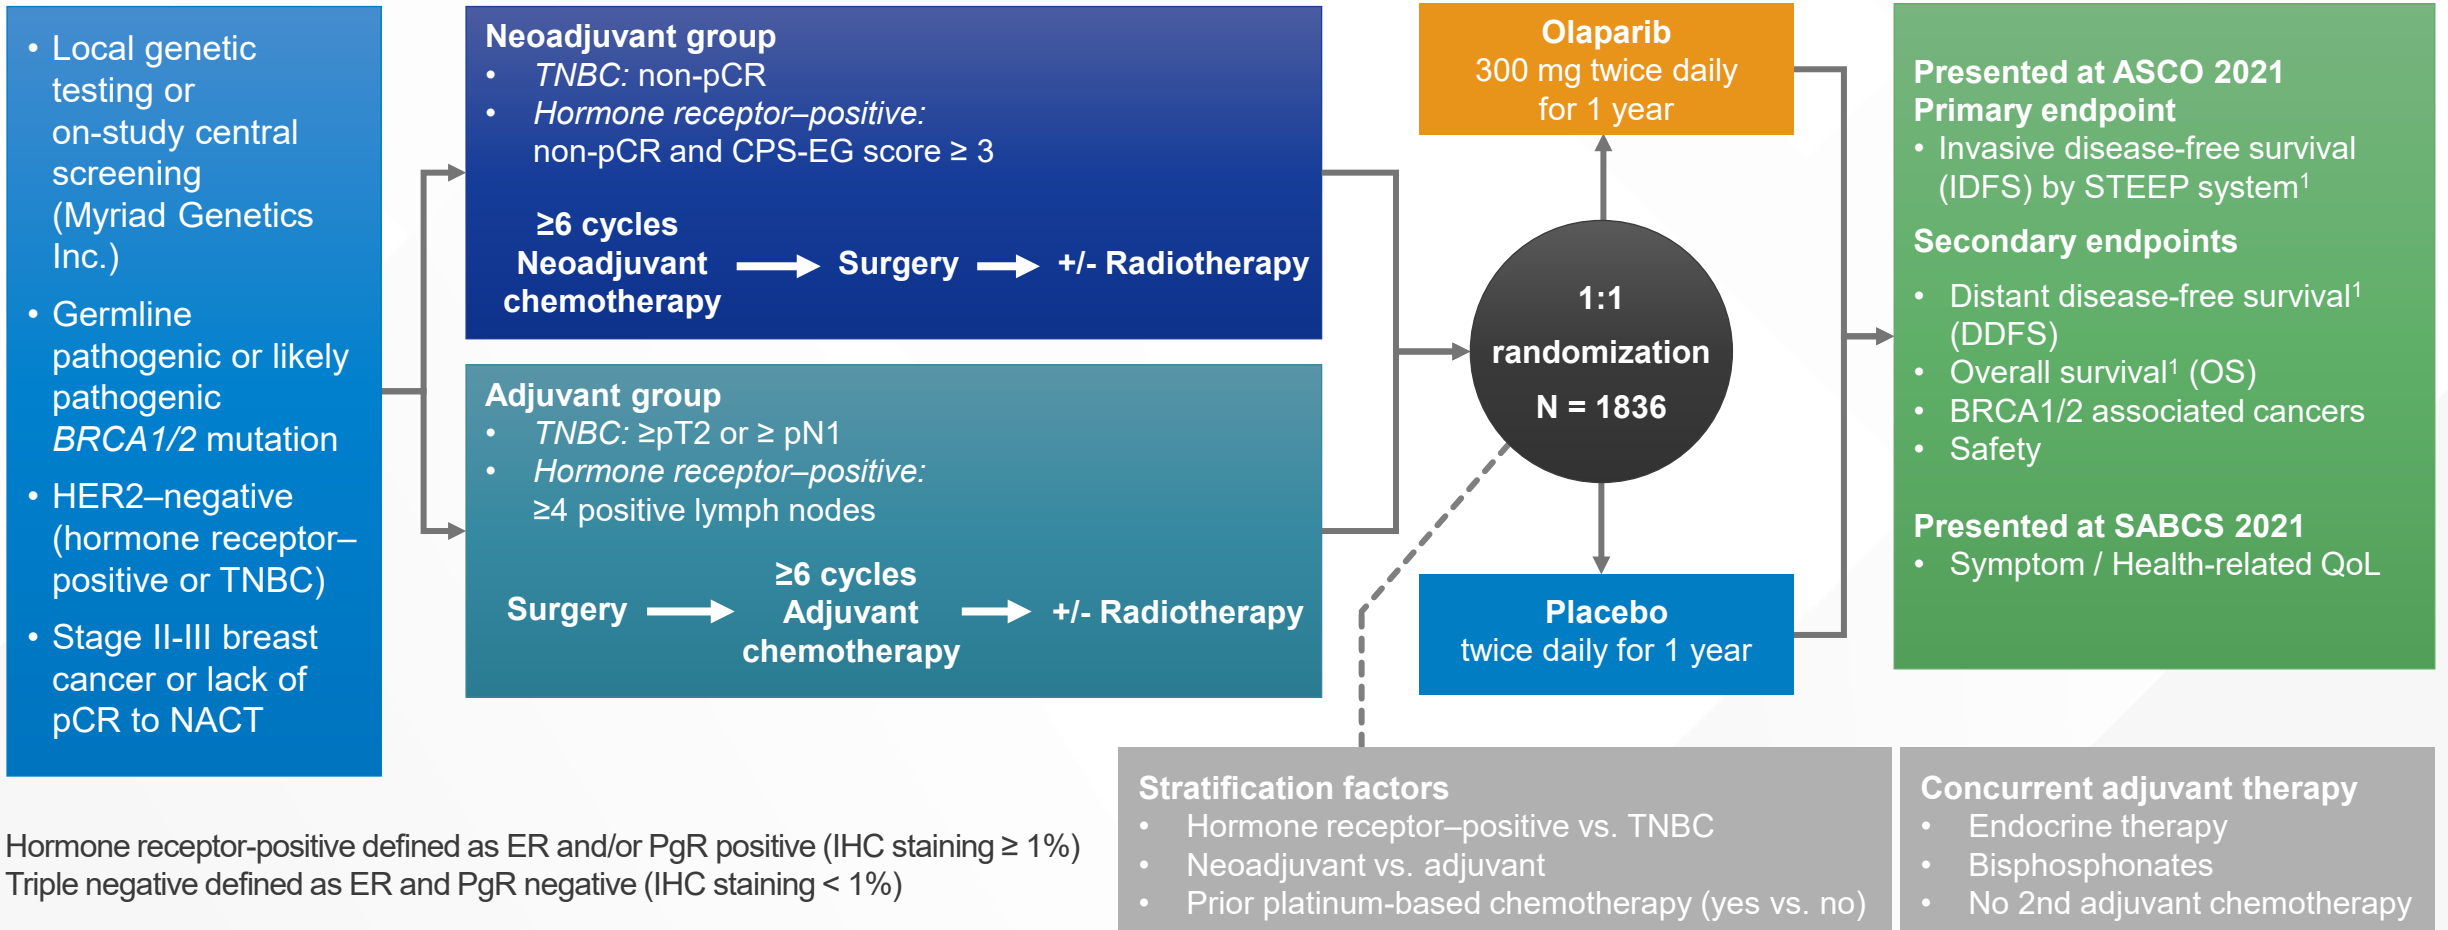 • Local genetic
testing or
on-study central
screening
(Myriad Genetics
Inc.)
• Germline
pathogenic or likely
pathogenic
BRCA1/2 mutation
• HER2–negative
(hormone receptor–
positive or TNBC)
• Stage II-III breast
cancer or lack of
pCR to NACT
Neoadjuvant group
• TNBC: non-pCR
• Hormone receptor–positive:
non-pCR and CPS-EG score ≥ 3
≥6 cycles
Neoadjuvant
chemotherapy
Surgery
+/- Radiotherapy
Adjuvant group
• TNBC: ≥pT2 or ≥ pN1
• Hormone receptor–positive:
≥4 positive lymph nodes
Surgery
≥6 cycles
Adjuvant
chemotherapy
+/- Radiotherapy
Olaparib
300 mg twice daily
for 1 year
1:1
randomization
N = 1836
Placebo
twice daily for 1 year
Presented at ASCO 2021
Primary endpoint
• Invasive disease-free survival
(IDFS) by STEEP system¹
Secondary endpoints
• Distant disease-free survival¹
(DDFS)
• Overall survival¹ (OS)
• BRCA1/2 associated cancers
• Safety
Presented at SABCS 2021
• Symptom / Health-related QoL
Stratification factors
• Hormone receptor–positive vs. TNBC
• Neoadjuvant vs. adjuvant
• Prior platinum-based chemotherapy (yes vs. no)
Concurrent adjuvant therapy
• Endocrine therapy
• Bisphosphonates
• No 2nd adjuvant chemotherapy
Hormone receptor-positive defined as ER and/or PgR positive (IHC staining ≥ 1%)
Triple negative defined as ER and PgR negative (IHC staining < 1%)